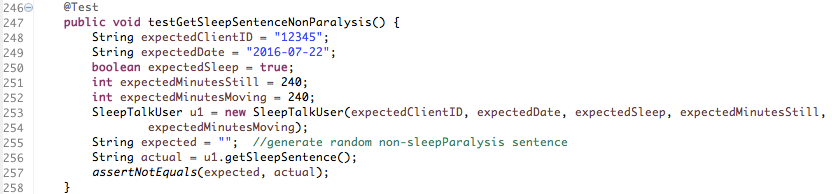 246 @Test
247 public void testGetSleepSentenceNonParalysis() {
248 String expectedClientID = "12345";
249 String expectedDate = "2016-07-22";
250 boolean expectedSleep = true;
251 int expectedMinutesStill = 240;
252 int expectedMinutesMoving = 240;
253 SleepTalkUser u1 = new SleepTalkUser(expectedClientID, expectedDate, expectedSleep, expectedMinutesStill,
254 expectedMinutesMoving);
255 String expected = ""; //generate random non-sleepParalysis sentence
256 String actual = u1.getSleepSentence();
257 assertNotEquals(expected, actual);
258 }